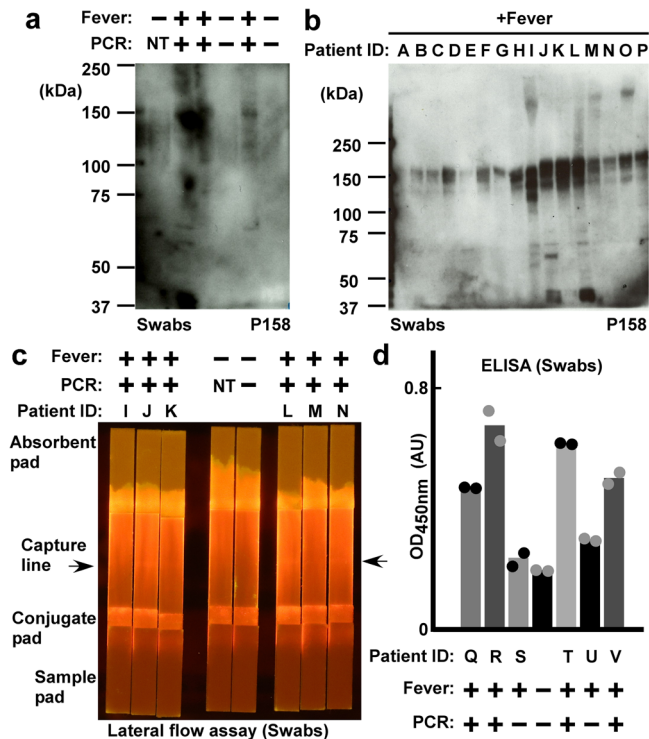 a
Fever: − + + − + −
PCR: NT + + − + −
(kDa)
250
150
100
75
50
37
Swabs P158
b
+Fever
Patient ID: A B C D E F G H I J K L M N O P
(kDa)
250
150
100
75
50
37
Swabs P158
c
Fever: + + + − − + + +
PCR: + + + NT − + + +
Patient ID: I J K L M N
Absorbent
pad
Capture
line
Conjugate
pad
Sample
pad
Lateral flow assay (Swabs)
d
ELISA (Swabs)
OD450nm (AU)
0.8
0
Patient ID: Q R S T U V
Fever: + + + − + + +
PCR: + + − − + − +